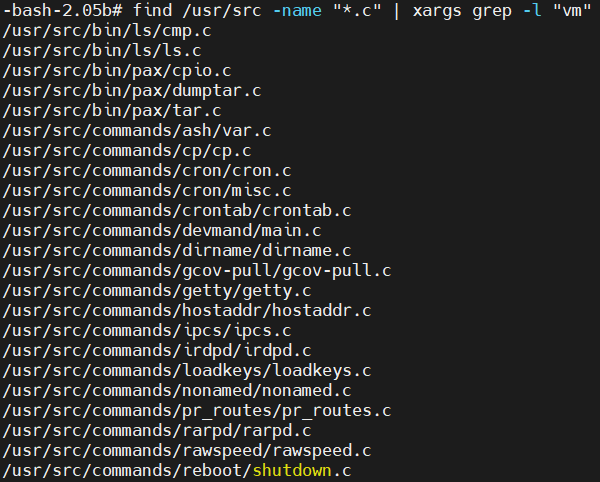 -bash-2.05b# find /usr/src -name "*.c" | xargs grep -l "vm"
/usr/src/bin/ls/cmp.c
/usr/src/bin/ls/ls.c
/usr/src/bin/pax/cpio.c
/usr/src/bin/pax/dumptar.c
/usr/src/bin/pax/tar.c
/usr/src/commands/ash/var.c
/usr/src/commands/cp/cp.c
/usr/src/commands/cron/cron.c
/usr/src/commands/cron/misc.c
/usr/src/commands/crontab/crontab.c
/usr/src/commands/devmand/main.c
/usr/src/commands/dirname/dirname.c
/usr/src/commands/gcov-pull/gcov-pull.c
/usr/src/commands/getty/getty.c
/usr/src/commands/hostaddr/hostaddr.c
/usr/src/commands/ipcs/ipcs.c
/usr/src/commands/irdpd/irdpd.c
/usr/src/commands/loadkeys/loadkeys.c
/usr/src/commands/nonamed/nonamed.c
/usr/src/commands/pr_routes/pr_routes.c
/usr/src/commands/rarpd/rarpd.c
/usr/src/commands/rawspeed/rawspeed.c
/usr/src/commands/reboot/shutdown.c